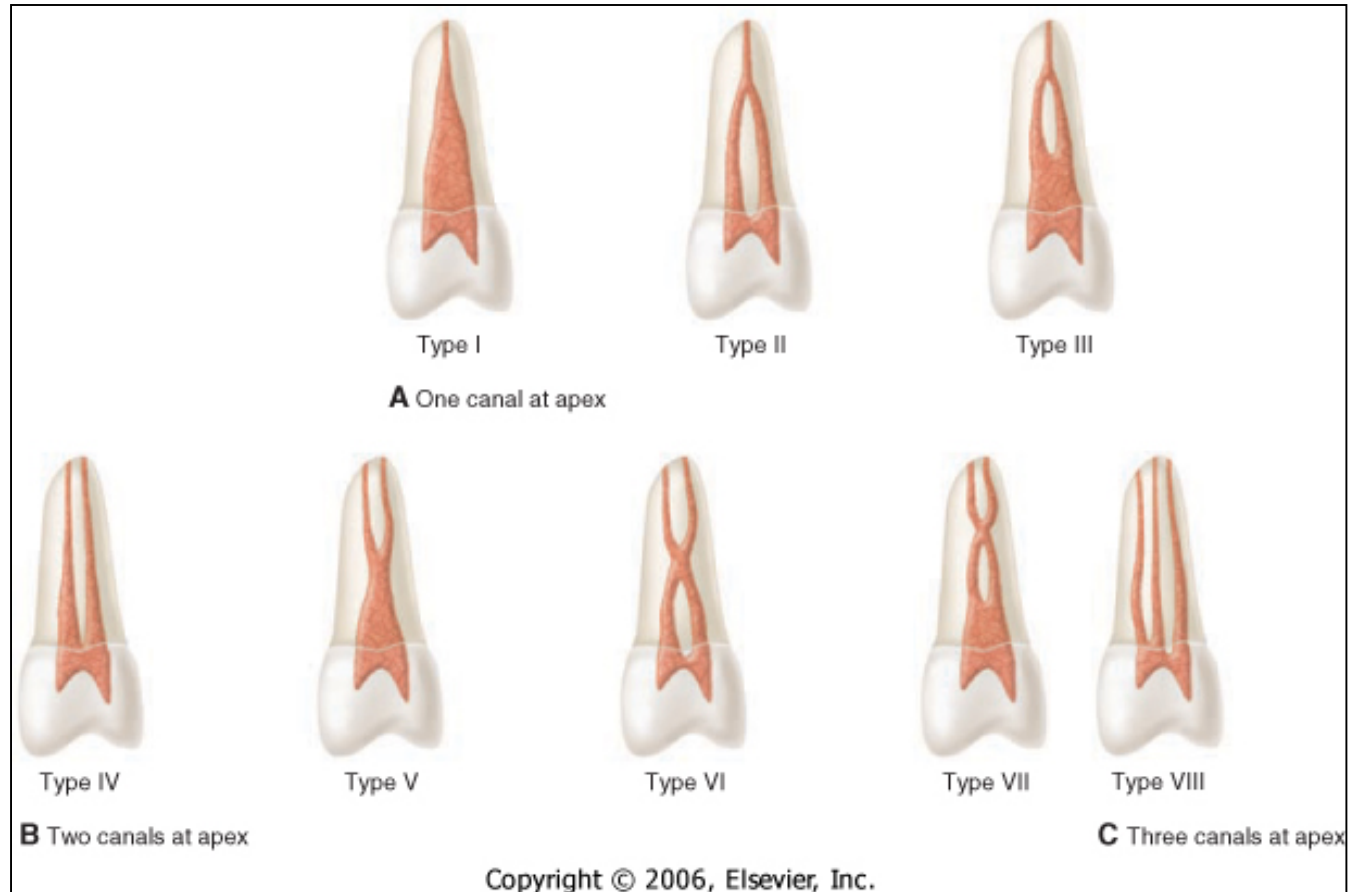 Type I
Type II
Type III
A One canal at apex
Type IV
Type V
Type VI
Type VII
Type VIII
B Two canals at apex
C Three canals at apex
Copyright © 2006, Elsevier, Inc.